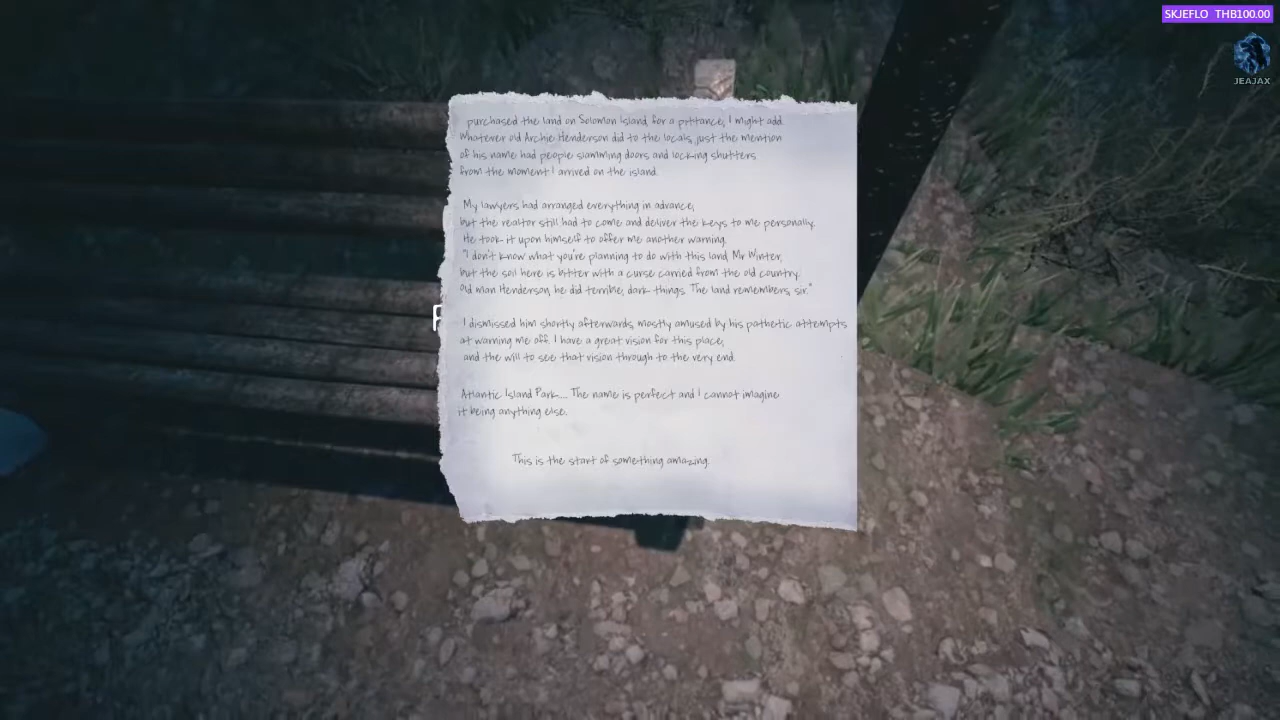 SKJEFLO THB100.00
JEAJAX
purchased the land on Solomon Island, for a pittance, I might add.
Whatever old Archie Henderson did to the locals, just the mention
of his name had people slamming doors and locking shutters
from the moment I arrived on the island.
My lawyers had arranged everything in advance,
but the realtor still had to come and deliver the keys to me personally.
He took it upon himself to offer me another warning.
"I don't know what you're planning to do with this land, Mr Winter,
but the soil here is bitter with a curse carried from the old country.
Old man Henderson, he did terrible, dark things. The land remembers, sir."
I dismissed him shortly afterwards, mostly amused by his pathetic attempts
at warning me off. I have a great vision for this place,
and the will to see that vision through to the very end.
Atlantic Island Park.... The name is perfect and I cannot imagine
it being anything else.
This is the start of something amazing.